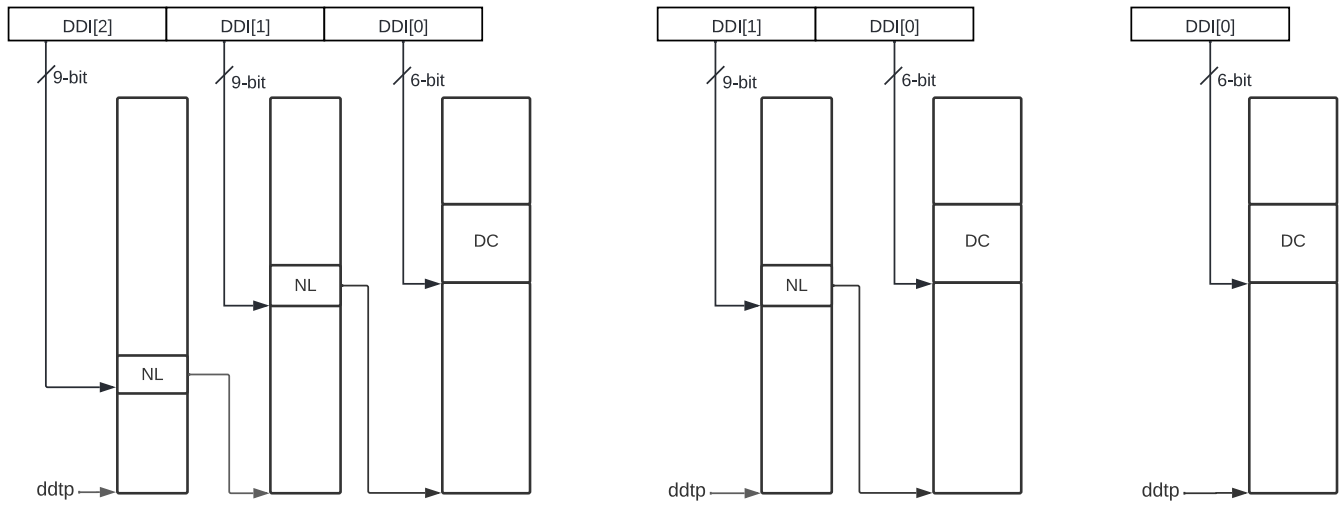 DDI[2] DDI[1] DDI[0]
9-bit 9-bit 6-bit
DC
NL
NL
ddtp
DDI[1] DDI[0]
9-bit 6-bit
DC
NL
ddtp
DDI[0]
6-bit
DC
ddtp